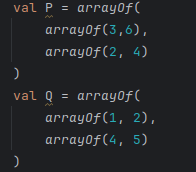 val P = arrayOf(
    arrayOf(3,6),
    arrayOf(2, 4)
)
val Q = arrayOf(
    arrayOf(1, 2),
    arrayOf(4, 5)
)